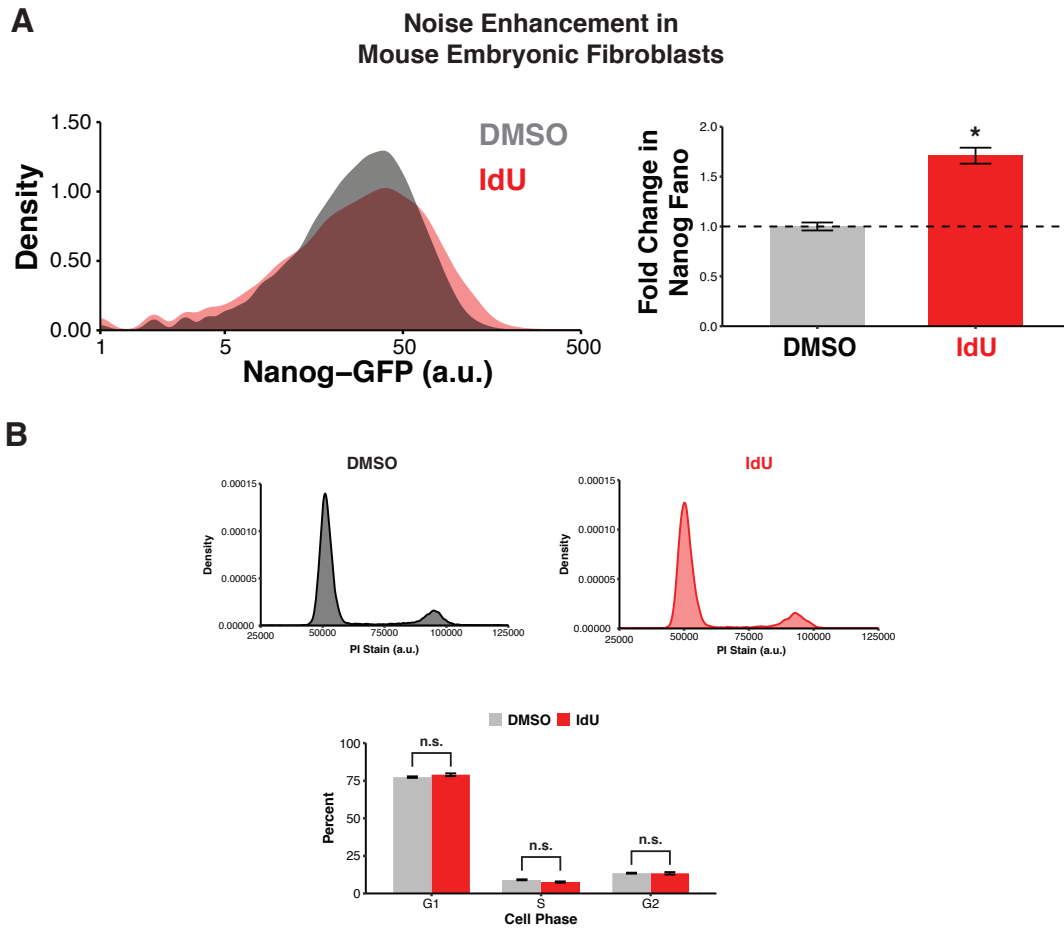 A
Noise Enhancement in
Mouse Embryonic Fibroblasts
1.50
1.00
0.50
0.00
Density
DMSO
IdU
1
5
50
500
Nanog–GFP (a.u.)
2.0
1.5
1.0
0.5
0.0
Fold Change in
Nanog Fano
*
DMSO
IdU
B
DMSO
0.00015
0.00010
0.00005
0.00000
Density
25000
50000
75000
100000
125000
PI Stain (a.u.)
IdU
0.00015
0.00010
0.00005
0.00000
Density
25000
50000
75000
100000
125000
PI Stain (a.u.)
DMSO
IdU
100
75
50
25
0
Percent
n.s.
n.s.
n.s.
G1
S
G2
Cell Phase